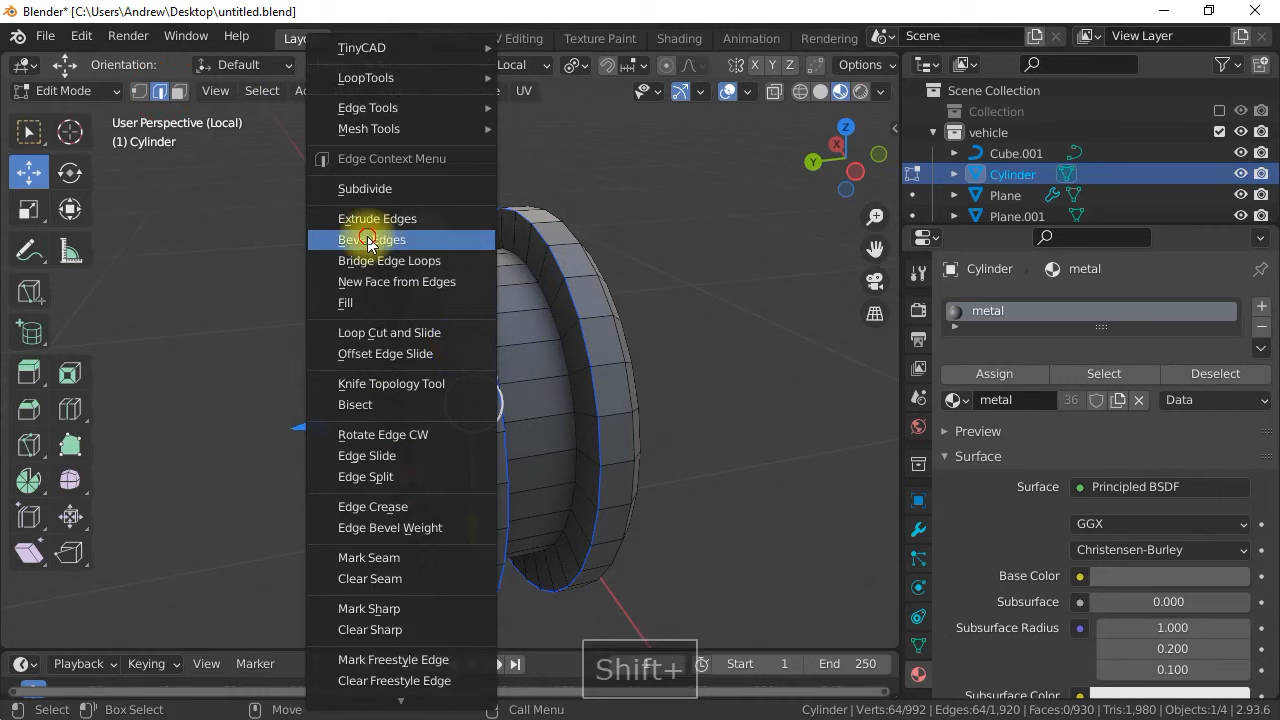 Blender* [C:\Users\Andrew\Desktop\untitled.blend]
File Edit Render Window Help
UV Editing Texture Paint Shading Animation Rendering
Scene
View Layer
Orientation: Default
Local
X Y Z
Options
Edit Mode
View Select
UV
User Perspective (Local)
(1) Cylinder
Z
Y
X
TinyCAD
LoopTools
Edge Tools
Mesh Tools
Edge Context Menu
Subdivide
Extrude Edges
Bevel Edges
Bridge Edge Loops
New Face from Edges
Fill
Loop Cut and Slide
Offset Edge Slide
Knife Topology Tool
Bisect
Rotate Edge CW
Edge Slide
Edge Split
Edge Crease
Edge Bevel Weight
Mark Seam
Clear Seam
Mark Sharp
Clear Sharp
Mark Freestyle Edge
Clear Freestyle Edge
Scene Collection
Collection
vehicle
Cube.001
Cylinder
Plane
Plane.001
Cylinder
metal
metal
Assign Select Deselect
metal 36 Data
Preview
Surface
Surface Principled BSDF
GGX
Christensen-Burley
Base Color
Subsurface 0.000
Subsurface Radius 1.000
0.200
0.100
Subsurface Color
Shift+
Playback Keying View Marker
Start 1 End 250
Select Box Select Move Call Menu
Cylinder | Verts:64/992 | Edges:64/1,920 | Faces:0/930 | Tris:1,980 | 2.93.6